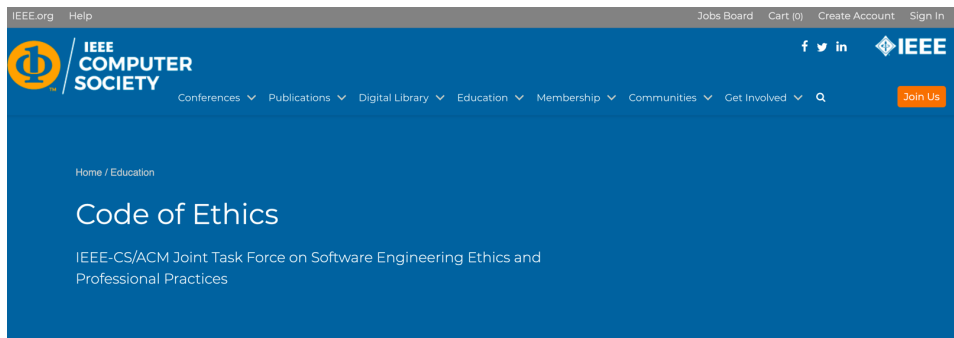 IEEE.org Help Jobs Board Cart (0) Create Account Sign In
IEEE
COMPUTER
SOCIETY
TM
f in IEEE
Conferences Publications Digital Library Education Membership Communities Get Involved Join Us
Home / Education
Code of Ethics
IEEE-CS/ACM Joint Task Force on Software Engineering Ethics and
Professional Practices